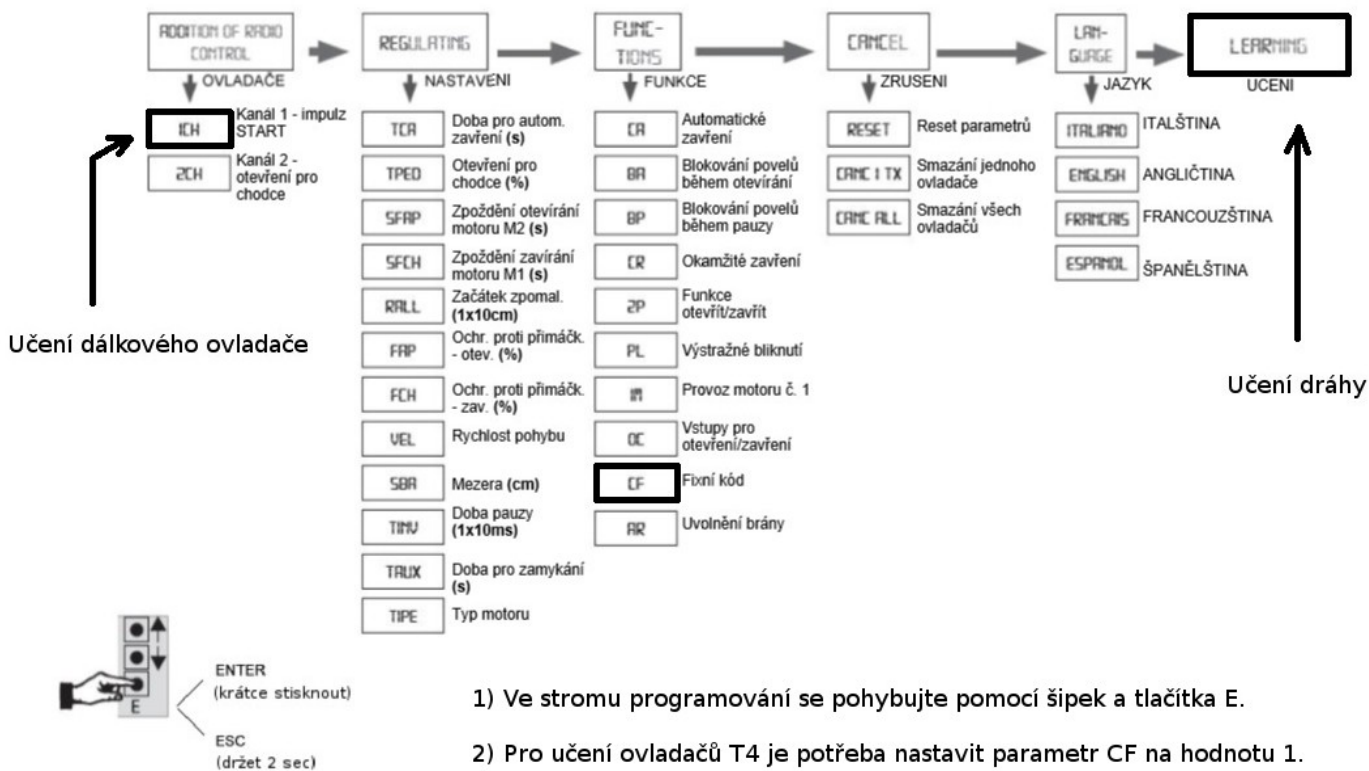 ADDITION OF RADIO
CONTROL
REGULATING
FUNC-
TIONS
CANCEL
LAN-
GUAGE
LEARNING
OVLADAČE
NASTAVENI
FUNKCE
ZRUSENI
JAZYK
UCENI
1CH
Kanál 1 - impulz
START
2CH
Kanál 2 -
otevření pro
chodce
Učení dálkového ovladače
TCA
Doba pro autom.
zavření (s)
TPED
Otevření pro
chodce (%)
SFAP
Zpoždění otevírání
motoru M2 (s)
SFCH
Zpoždění zavírání
motoru M1 (s)
RALL
Začátek zpomal.
(1x10cm)
FAP
Ochr. proti přimáčk.
- otev. (%)
FCH
Ochr. proti přimáčk.
- zav. (%)
VEL
Rychlost pohybu
SBA
Mezera (cm)
TINV
Doba pauzy
(1x10ms)
TAUX
Doba pro zamykání
(s)
TIPE
Typ motoru
CA
Automatické
zavření
BA
Blokování povelů
během otevírání
BP
Blokování povelů
během pauzy
CR
Okamžité zavření
2P
Funkce
otevřít/zavřít
PL
Výstražné bliknutí
1M
Provoz motoru č. 1
OC
Vstupy pro
otevření/zavření
CF
Fixní kód
AR
Uvolnění brány
RESET
Reset parametrů
CANC 1 TX
Smazání jednoho
ovladače
CANC ALL
Smazání všech
ovladačů
ITALIANO
ITALŠTINA
ENGLISH
ANGLIČTINA
FRANCAIS
FRANCOUZŠTINA
ESPANOL
ŠPANĚLŠTINA
Učení dráhy
E
ENTER
(krátce stisknout)
ESC
(držet 2 sec)
1) Ve stromu programování se pohybujte pomocí šipek a tlačítka E.
2) Pro učení ovladačů T4 je potřeba nastavit parametr CF na hodnotu 1.